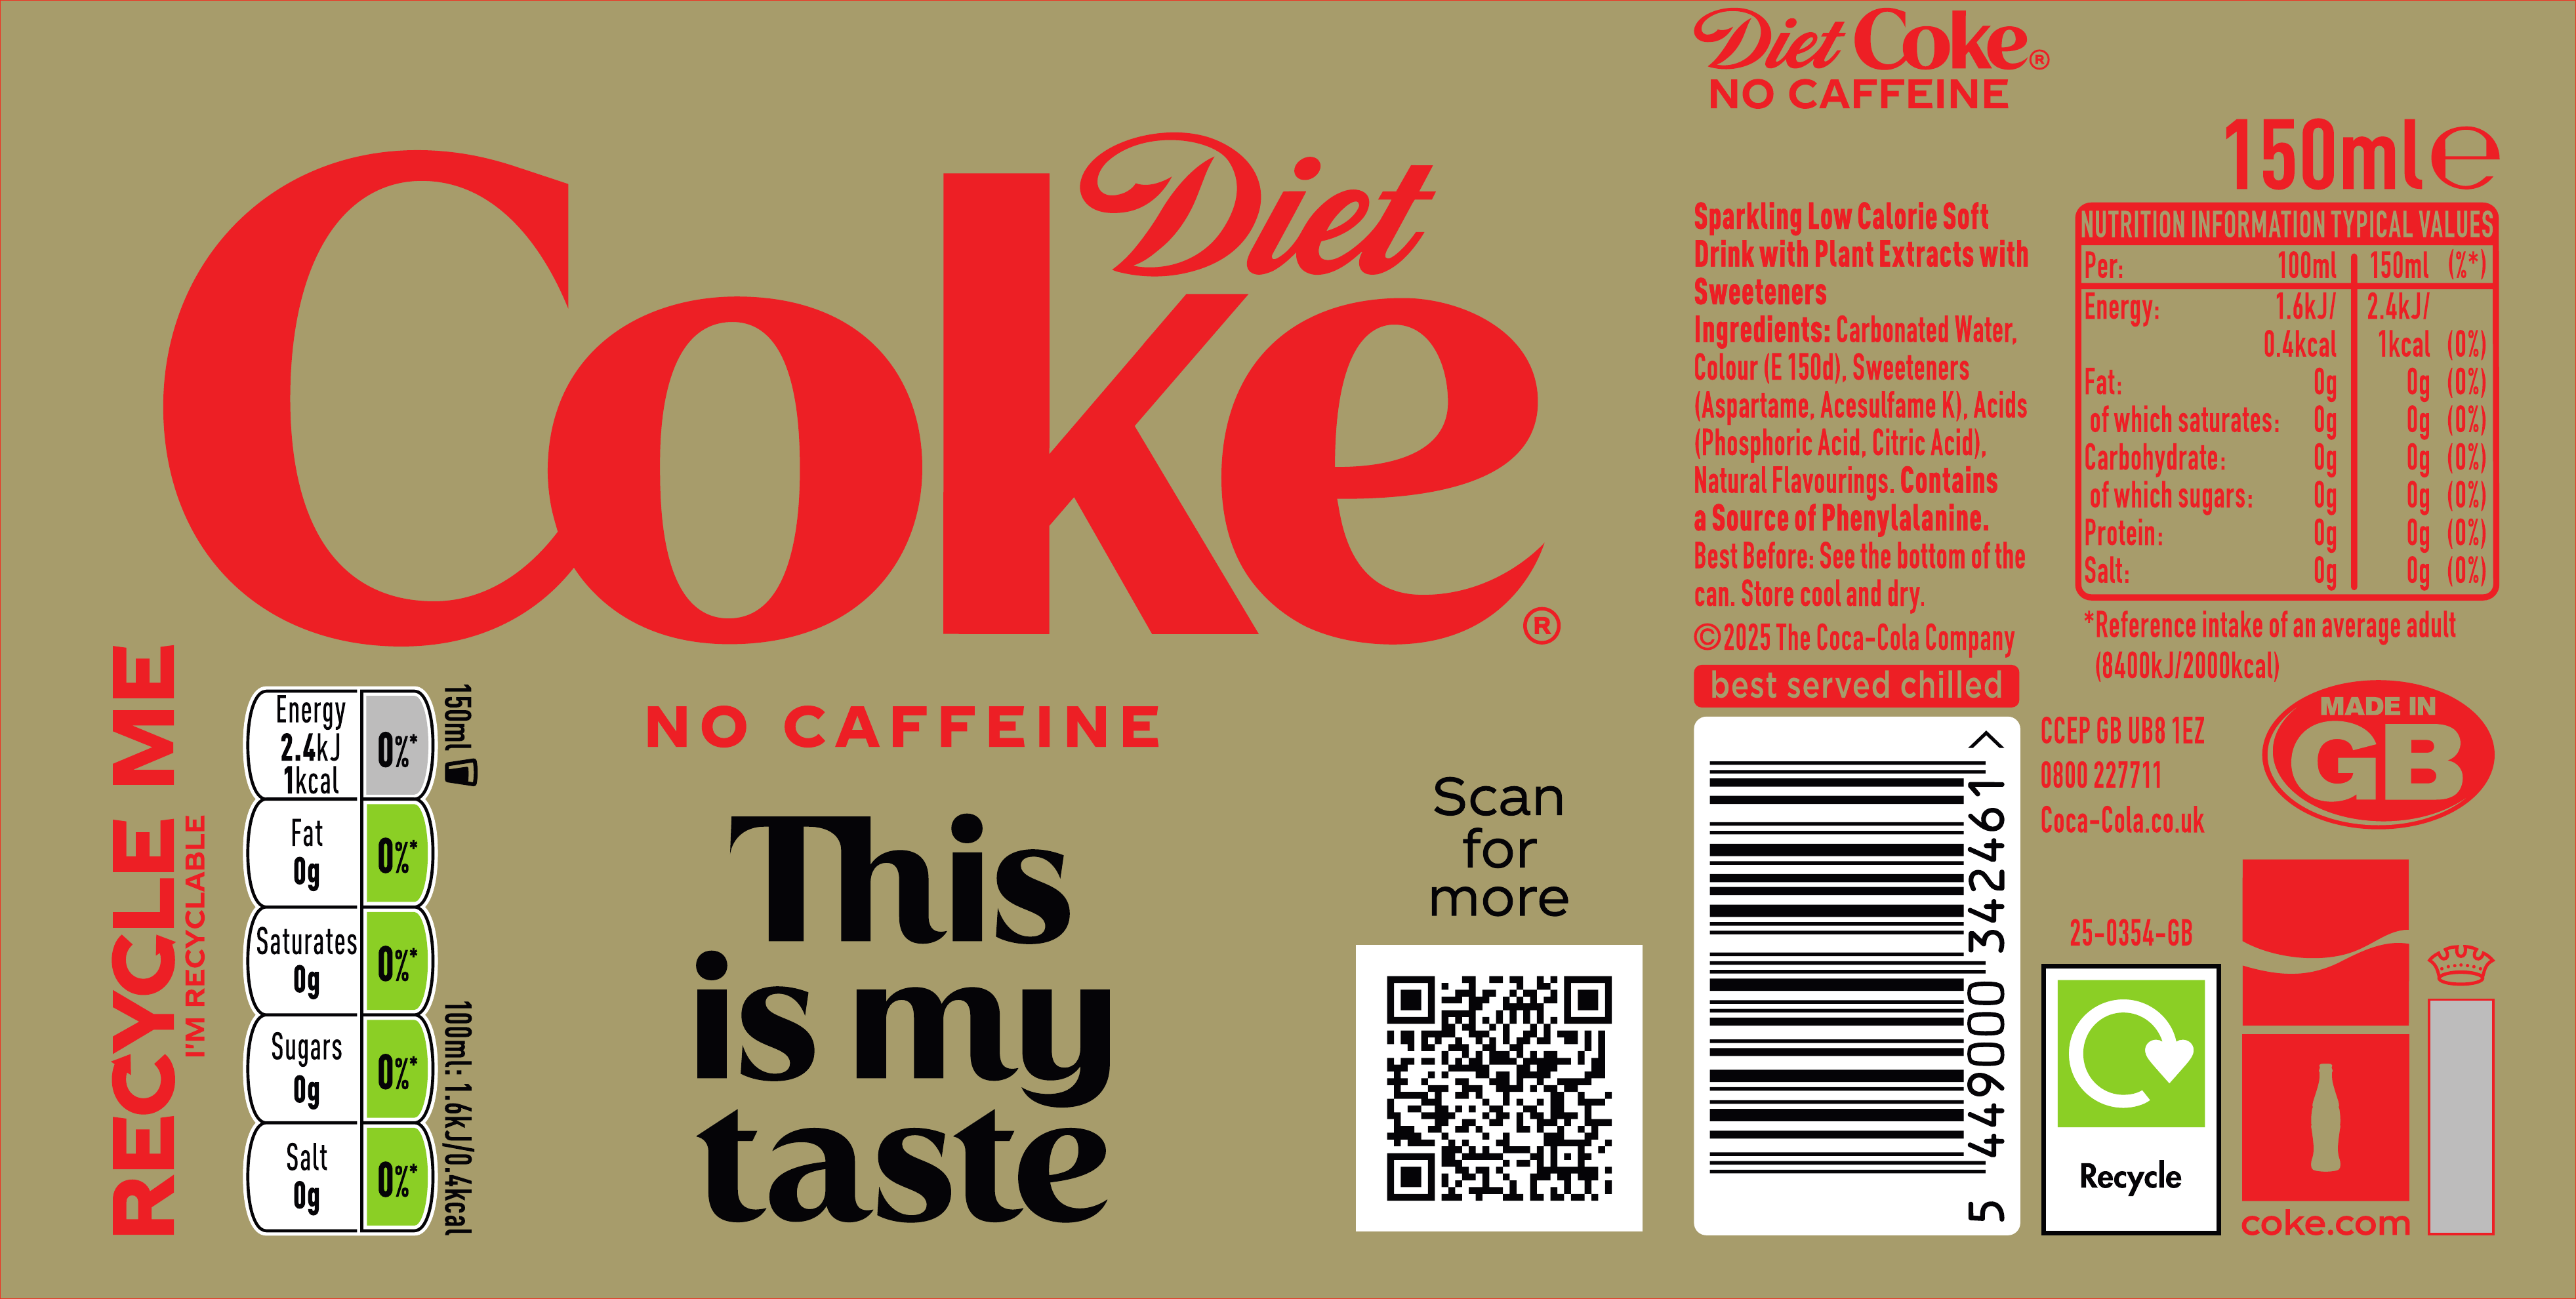 Diet
Coke®
NO CAFFEINE
This
is my
taste
Scan
for
more
RECYCLE ME
I'M RECYCLABLE
150ml
Energy
2.4kJ
1kcal
0%*
Fat
0g
0%*
Saturates
0g
0%*
Sugars
0g
0%*
Salt
0g
0%*
100ml: 1.6kJ/0.4kcal
Diet Coke®
NO CAFFEINE
Sparkling Low Calorie Soft
Drink with Plant Extracts with
Sweeteners
Ingredients: Carbonated Water,
Colour (E 150d), Sweeteners
(Aspartame, Acesulfame K), Acids
(Phosphoric Acid, Citric Acid),
Natural Flavourings. Contains
a Source of Phenylalanine.
Best Before: See the bottom of the
can. Store cool and dry.
©2025 The Coca-Cola Company
best served chilled
5 449000 342461 >
150ml ℮
NUTRITION INFORMATION TYPICAL VALUES
Per: 100ml 150ml (%*)
Energy: 1.6kJ/ 2.4kJ/
0.4kcal 1kcal (0%)
Fat: 0g 0g (0%)
of which saturates: 0g 0g (0%)
Carbohydrate: 0g 0g (0%)
of which sugars: 0g 0g (0%)
Protein: 0g 0g (0%)
Salt: 0g 0g (0%)
*Reference intake of an average adult
(8400kJ/2000kcal)
CCEP GB UB8 1EZ
0800 227711
Coca-Cola.co.uk
MADE IN
GB
25-0354-GB
Recycle
coke.com